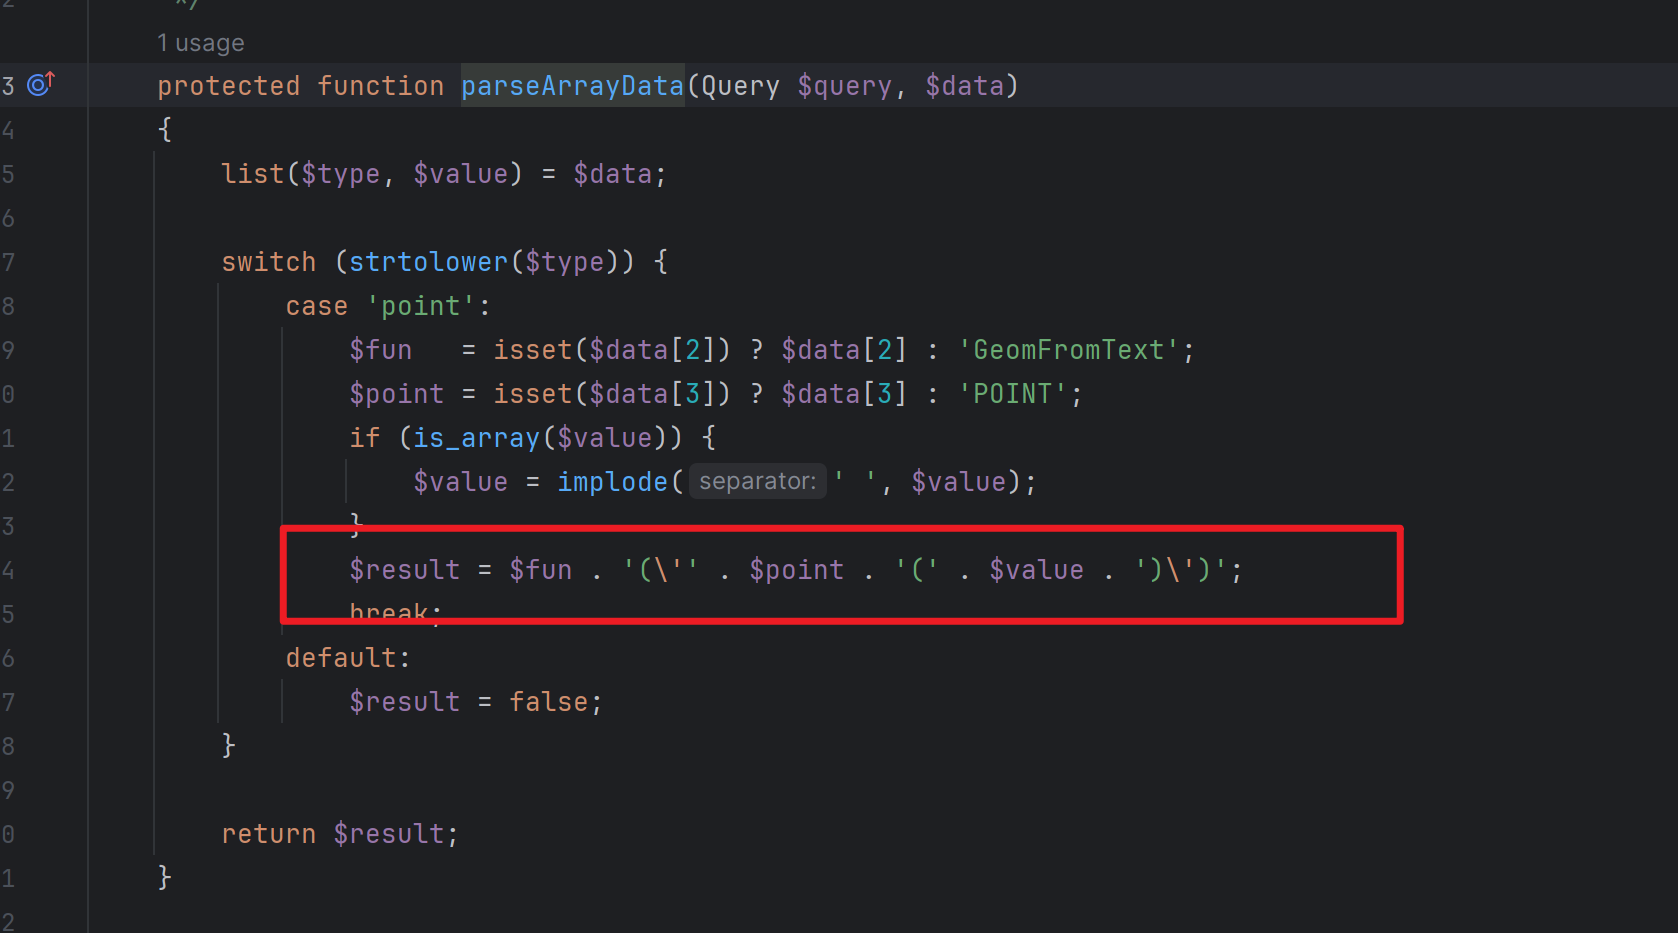 2 */
1 usage
3 protected function parseArrayData(Query $query, $data)
4 {
5 list($type, $value) = $data;
6
7 switch (strtolower($type)) {
8 case 'point':
9 $fun   = isset($data[2]) ? $data[2] : 'GeomFromText';
0 $point = isset($data[3]) ? $data[3] : 'POINT';
1 if (is_array($value)) {
2 $value = implode( separator: ' ', $value);
3 }
4 $result = $fun . '(\'' . $point . '(' . $value . ')\')';
5 break;
6 default:
7 $result = false;
8 }
9
0 return $result;
1 }
2